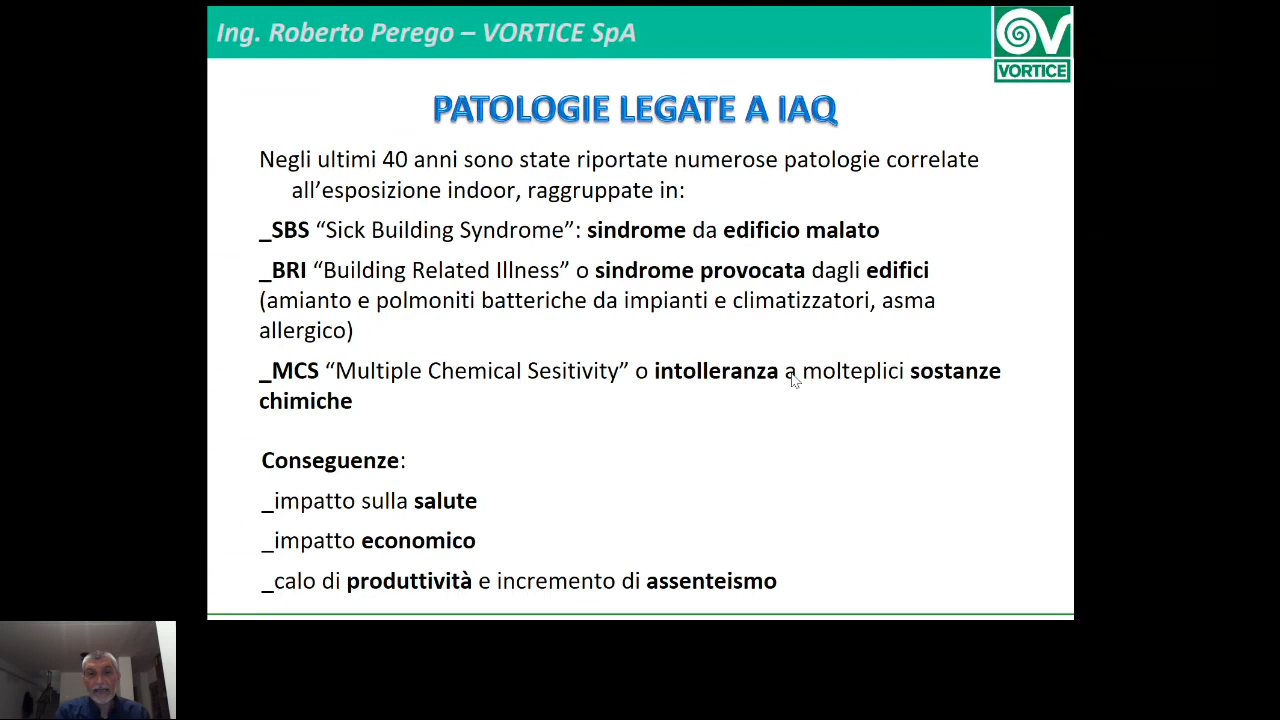 Ing. Roberto Perego – VORTICE SpA
VORTICE
PATOLOGIE LEGATE A IAQ
Negli ultimi 40 anni sono state riportate numerose patologie correlate
all’esposizione indoor, raggruppate in:
_SBS “Sick Building Syndrome”: sindrome da edificio malato
_BRI “Building Related Illness” o sindrome provocata dagli edifici
(amianto e polmoniti batteriche da impianti e climatizzatori, asma
allergico)
_MCS “Multiple Chemical Sesitivity” o intolleranza a molteplici sostanze
chimiche
Conseguenze:
_impatto sulla salute
_impatto economico
_calo di produttività e incremento di assenteismo